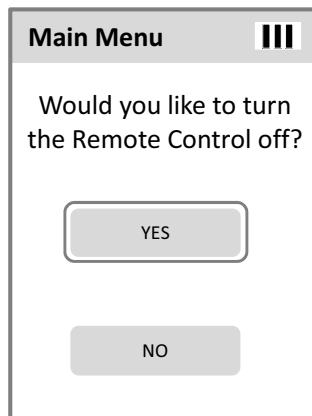 Main Menu
Would you like to turn
the Remote Control off?
YES
NO